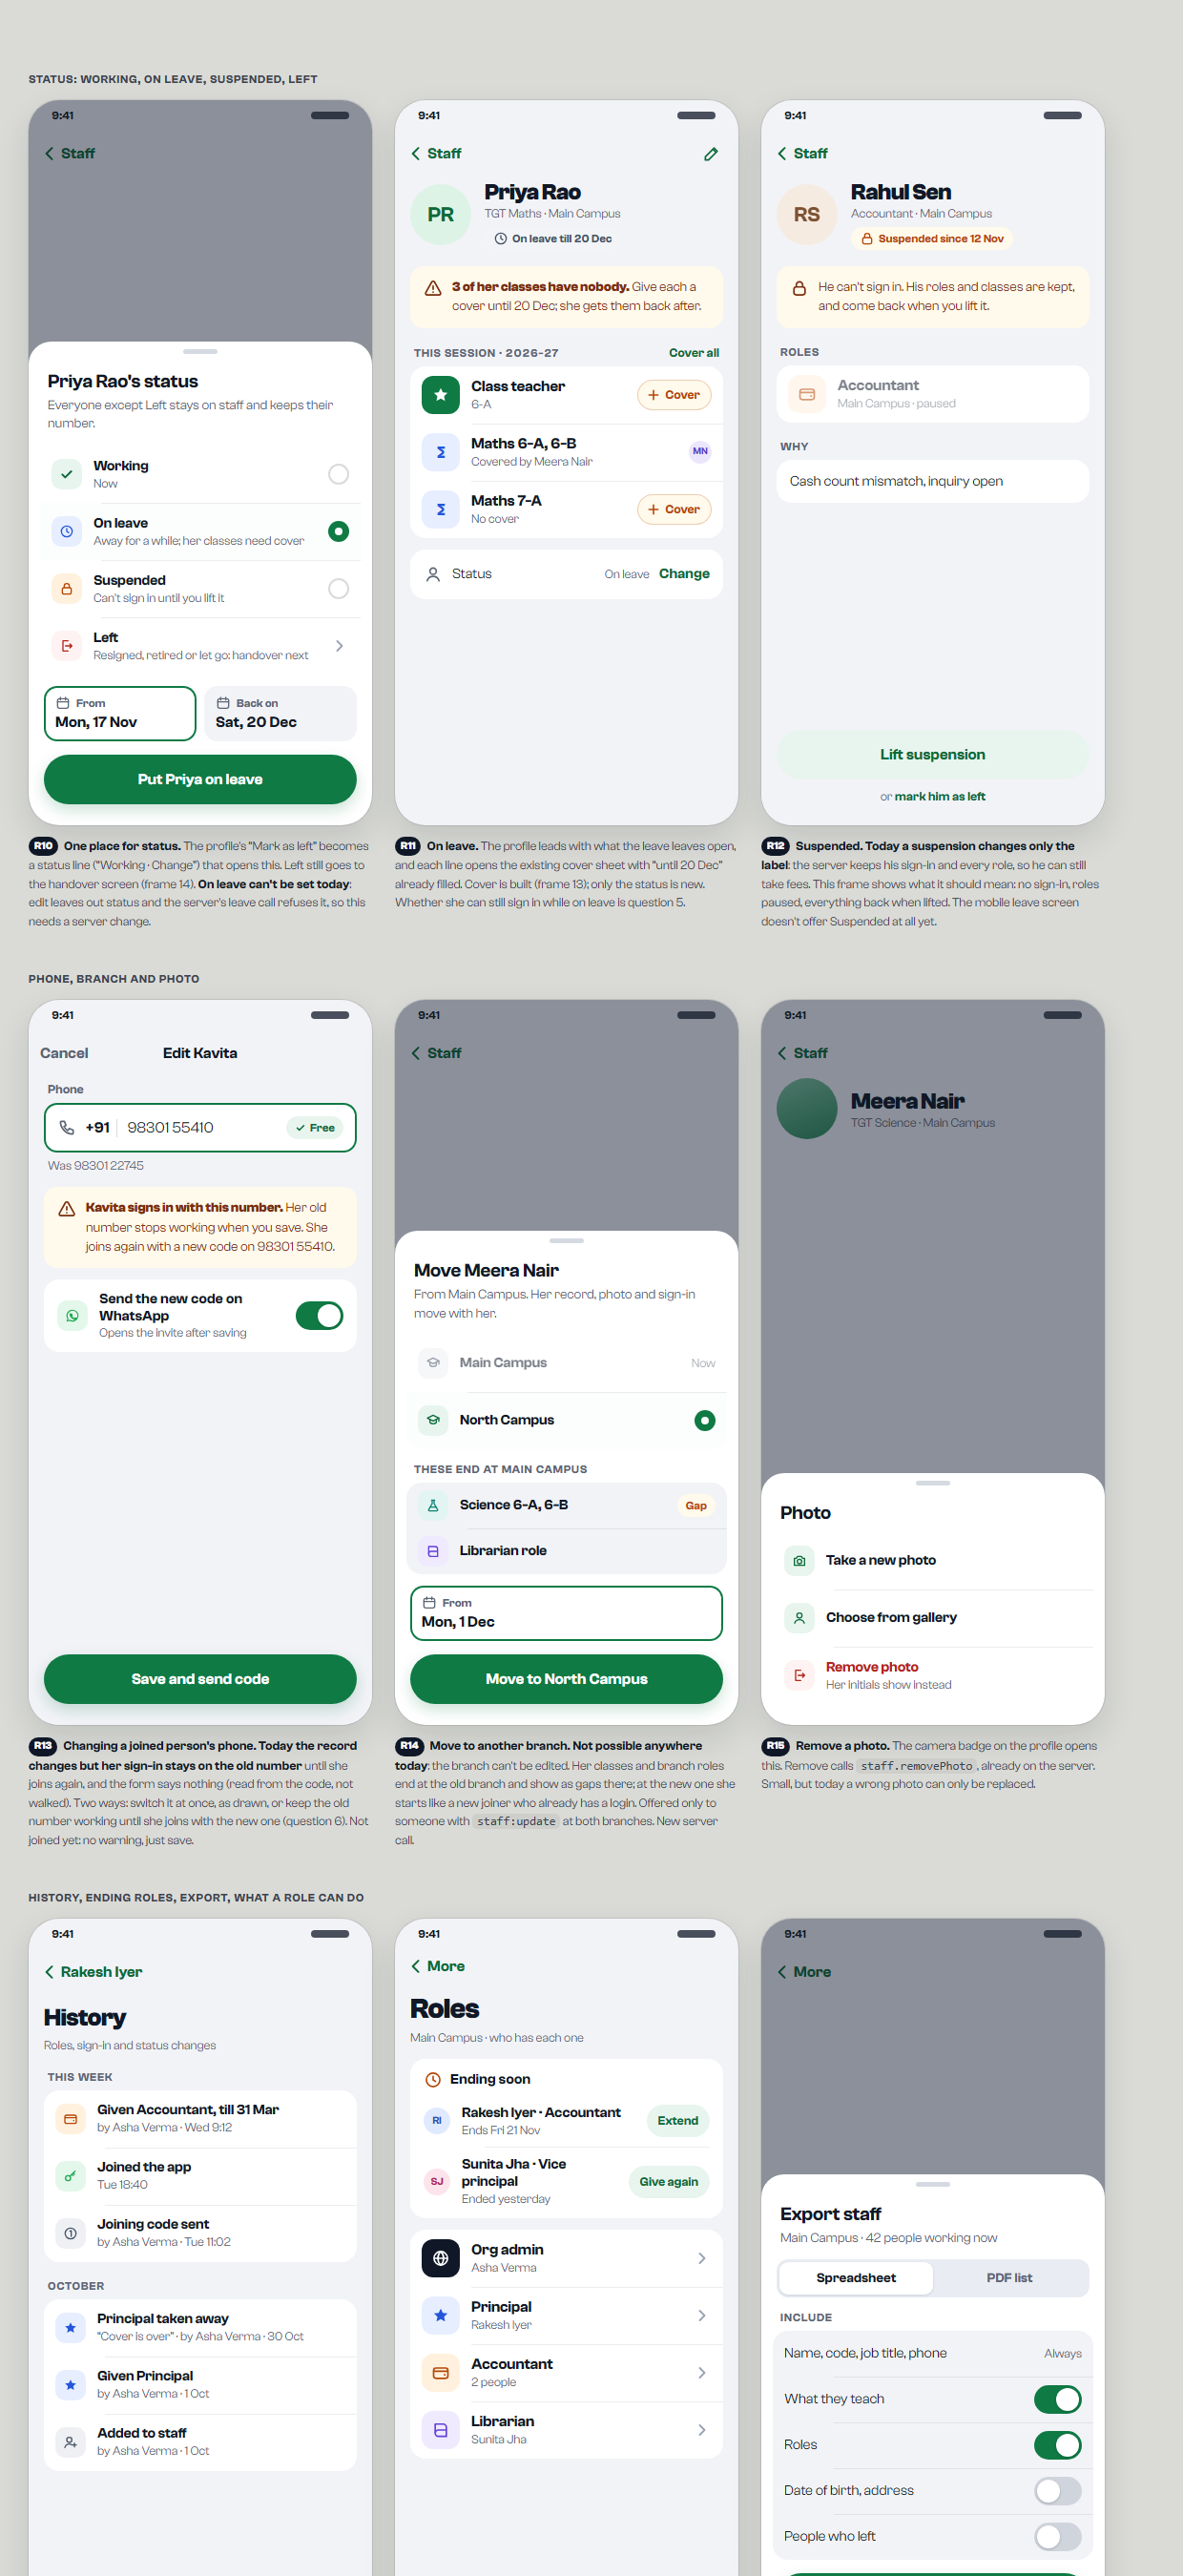 STATUS: WORKING, ON LEAVE, SUSPENDED, LEFT
9:41
Staff
Priya Rao's status
Everyone except Left stays on staff and keeps their
number.
Working
Now
On leave
Away for a while; her classes need cover
Suspended
Can't sign in until you lift it
Left
Resigned, retired or let go: handover next
From
Mon, 17 Nov
Back on
Sat, 20 Dec
Put Priya on leave
R10 One place for status. The profile's "Mark as left" becomes
a status line ("Working · Change") that opens this. Left still goes to
the handover screen (frame 14). On leave can't be set today:
edit leaves out status and the server's leave call refuses it, so this
needs a server change.
9:41
Staff
PR
Priya Rao
TGT Maths · Main Campus
On leave till 20 Dec
3 of her classes have nobody. Give each a
cover until 20 Dec; she gets them back after.
THIS SESSION · 2026-27
Cover all
Class teacher
6-A
+ Cover
Maths 6-A, 6-B
Covered by Meera Nair
MN
Maths 7-A
No cover
+ Cover
Status
On leave
Change
R11 On leave. The profile leads with what the leave leaves open,
and each line opens the existing cover sheet with "until 20 Dec"
already filled. Cover is built (frame 13); only the status is new.
Whether she can still sign in while on leave is question 5.
9:41
Staff
RS
Rahul Sen
Accountant · Main Campus
Suspended since 12 Nov
He can't sign in. His roles and classes are kept,
and come back when you lift it.
ROLES
Accountant
Main Campus · paused
WHY
Cash count mismatch, inquiry open
Lift suspension
or mark him as left
R12 Suspended. Today a suspension changes only the
label: the server keeps his sign-in and every role, so he can still
take fees. This frame shows what it should mean: no sign-in, roles
paused, everything back when lifted. The mobile leave screen
doesn't offer Suspended at all yet.
PHONE, BRANCH AND PHOTO
9:41
Cancel
Edit Kavita
Phone
+91
98301 55410
Free
Was 98301 22745
Kavita signs in with this number. Her old
number stops working when you save. She
joins again with a new code on 98301 55410.
Send the new code on
WhatsApp
Opens the invite after saving
Save and send code
R13 Changing a joined person's phone. Today the record
changes but her sign-in stays on the old number until she
joins again, and the form says nothing (read from the code, not
walked). Two ways: switch it at once, as drawn, or keep the old
number working until she joins with the new one (question 6). Not
joined yet: no warning, just save.
9:41
Staff
Move Meera Nair
From Main Campus. Her record, photo and sign-in
move with her.
Main Campus
Now
North Campus
THESE END AT MAIN CAMPUS
Science 6-A, 6-B
Gap
Librarian role
From
Mon, 1 Dec
Move to North Campus
R14 Move to another branch. Not possible anywhere
today: the branch can't be edited. Her classes and branch roles
end at the old branch and show as gaps there; at the new one she
starts like a new joiner who already has a login. Offered only to
someone with staff:update at both branches. New server
call.
9:41
Staff
Meera Nair
TGT Science · Main Campus
Photo
Take a new photo
Choose from gallery
Remove photo
Her initials show instead
R15 Remove a photo. The camera badge on the profile opens
this. Remove calls staff.removePhoto, already on the server.
Small, but today a wrong photo can only be replaced.
HISTORY, ENDING ROLES, EXPORT, WHAT A ROLE CAN DO
9:41
Rakesh Iyer
History
Roles, sign-in and status changes
THIS WEEK
Given Accountant, till 31 Mar
by Asha Verma · Wed 9:12
Joined the app
Tue 18:40
Joining code sent
by Asha Verma · Tue 11:02
OCTOBER
Principal taken away
"Cover is over" · by Asha Verma · 30 Oct
Given Principal
by Asha Verma · 1 Oct
Added to staff
by Asha Verma · 1 Oct
9:41
More
Roles
Main Campus · who has each one
Ending soon
RI
Rakesh Iyer · Accountant
Ends Fri 21 Nov
Extend
SJ
Sunita Jha · Vice
principal
Ended yesterday
Give again
Org admin
Asha Verma
Principal
Rakesh Iyer
Accountant
2 people
Librarian
Sunita Jha
9:41
More
Export staff
Main Campus · 42 people working now
Spreadsheet
PDF list
INCLUDE
Name, code, job title, phone
Always
What they teach
Roles
Date of birth, address
People who left